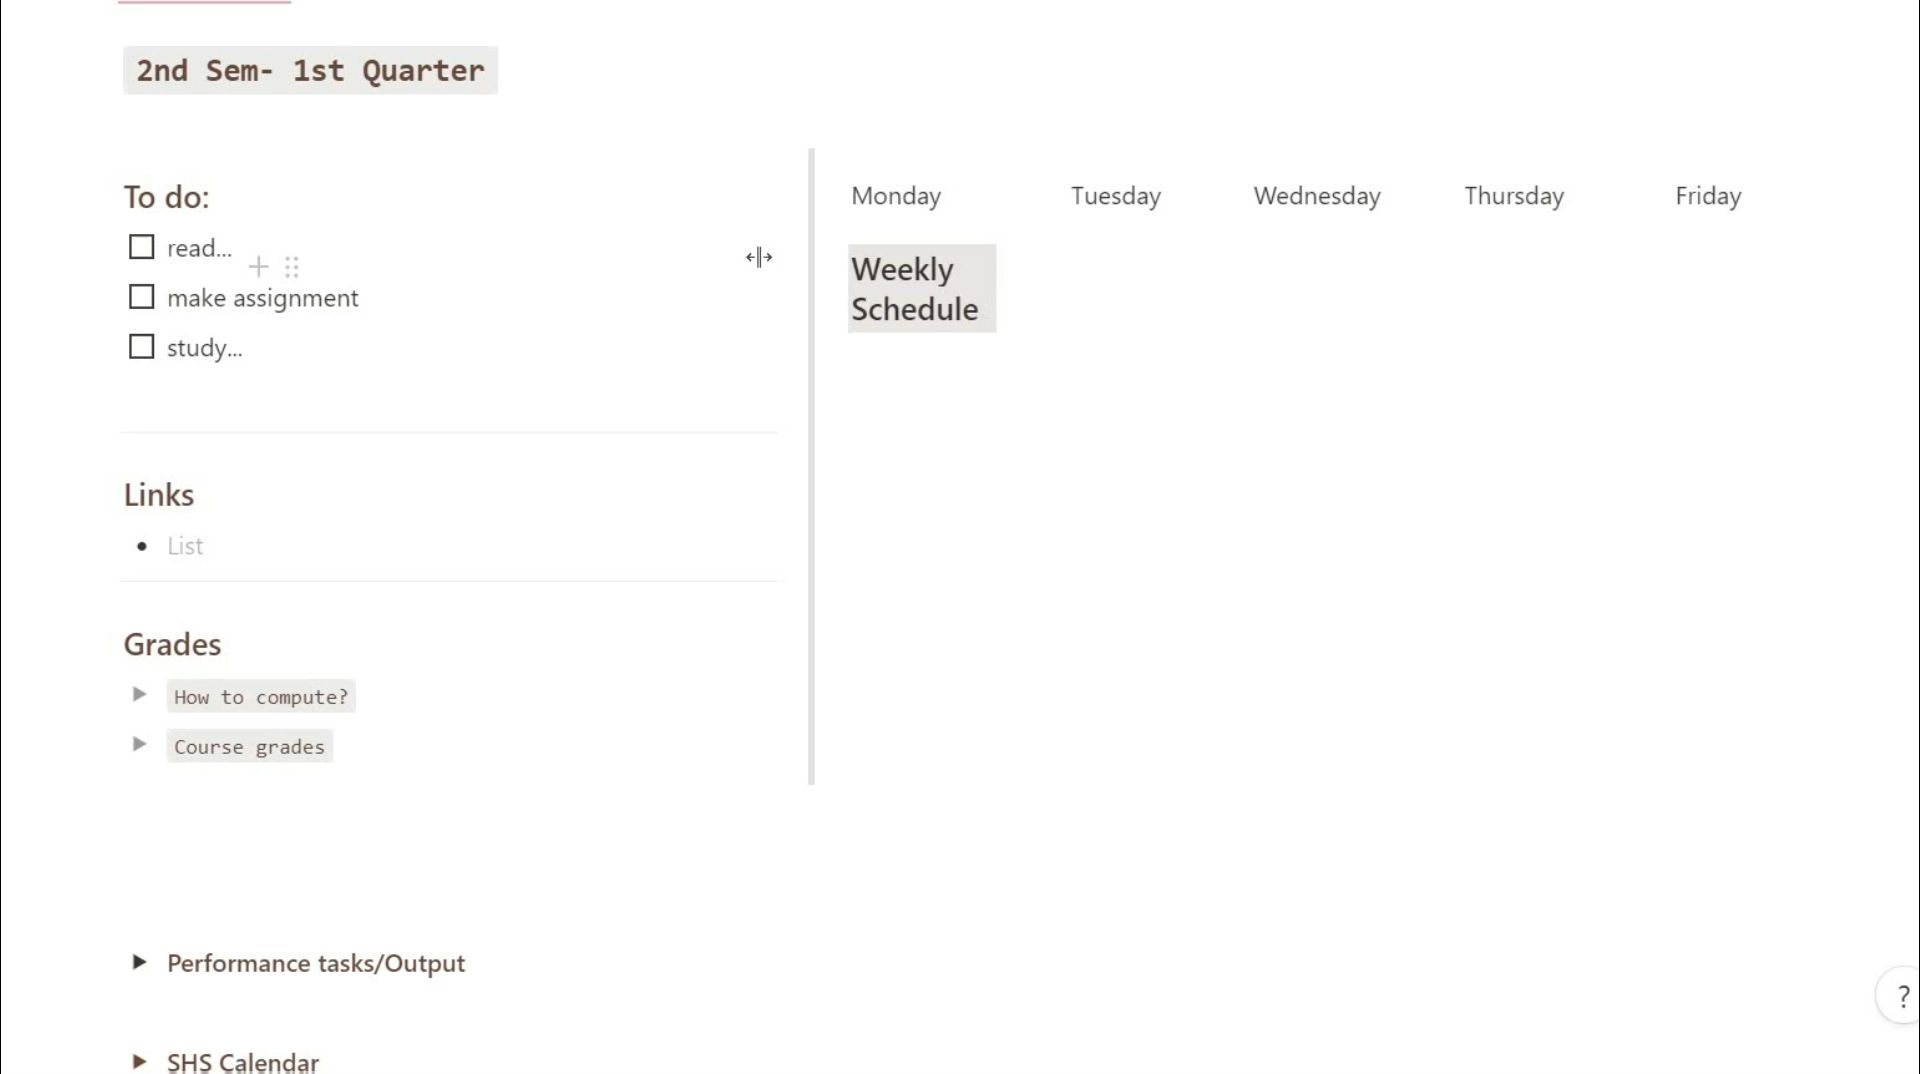 2nd Sem- 1st Quarter
To do:
read...
make assignment
study...
Links
List
Grades
How to compute?
Course grades
Monday Tuesday Wednesday Thursday Friday
Weekly
Schedule
Performance tasks/Output
SHS Calendar
?